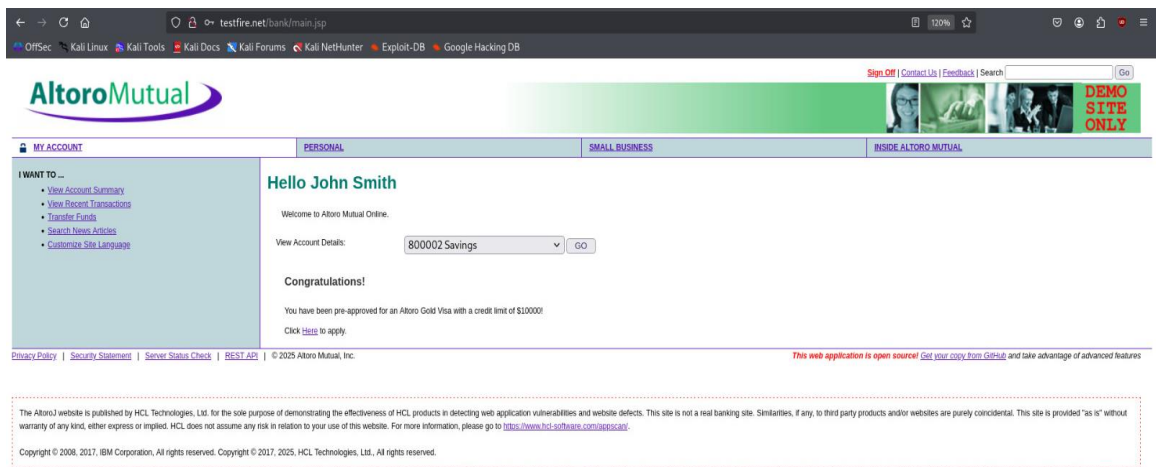 testfire.net/bank/main.jsp 120%
OffSec Kali Linux Kali Tools Kali Docs Kali Forums Kali NetHunter Exploit-DB Google Hacking DB
Sign Off | Contact Us | Feedback | Search Go
AltoroMutual
DEMO
SITE
ONLY
MY ACCOUNT PERSONAL SMALL BUSINESS INSIDE ALTORO MUTUAL
I WANT TO ...
• View Account Summary
• View Recent Transactions
• Transfer Funds
• Search News Articles
• Customize Site Language
Hello John Smith
Welcome to Altoro Mutual Online.
View Account Details: 800002 Savings GO
Congratulations!
You have been pre-approved for an Altoro Gold Visa with a credit limit of $10000!
Click Here to apply.
Privacy Policy | Security Statement | Server Status Check | REST API | © 2025 Altoro Mutual, Inc. This web application is open source! Get your copy from GitHub and take advantage of advanced features
The AltoroJ website is published by HCL Technologies, Ltd. for the sole purpose of demonstrating the effectiveness of HCL products in detecting web application vulnerabilities and website defects. This site is not a real banking site. Similarities, if any, to third party products and/or websites are purely coincidental. This site is provided "as is" without
warranty of any kind, either express or implied. HCL does not assume any risk in relation to your use of this website. For more information, please go to https://www.hcl-software.com/appscan/.
Copyright © 2008, 2017, IBM Corporation, All rights reserved. Copyright © 2017, 2025, HCL Technologies, Ltd., All rights reserved.